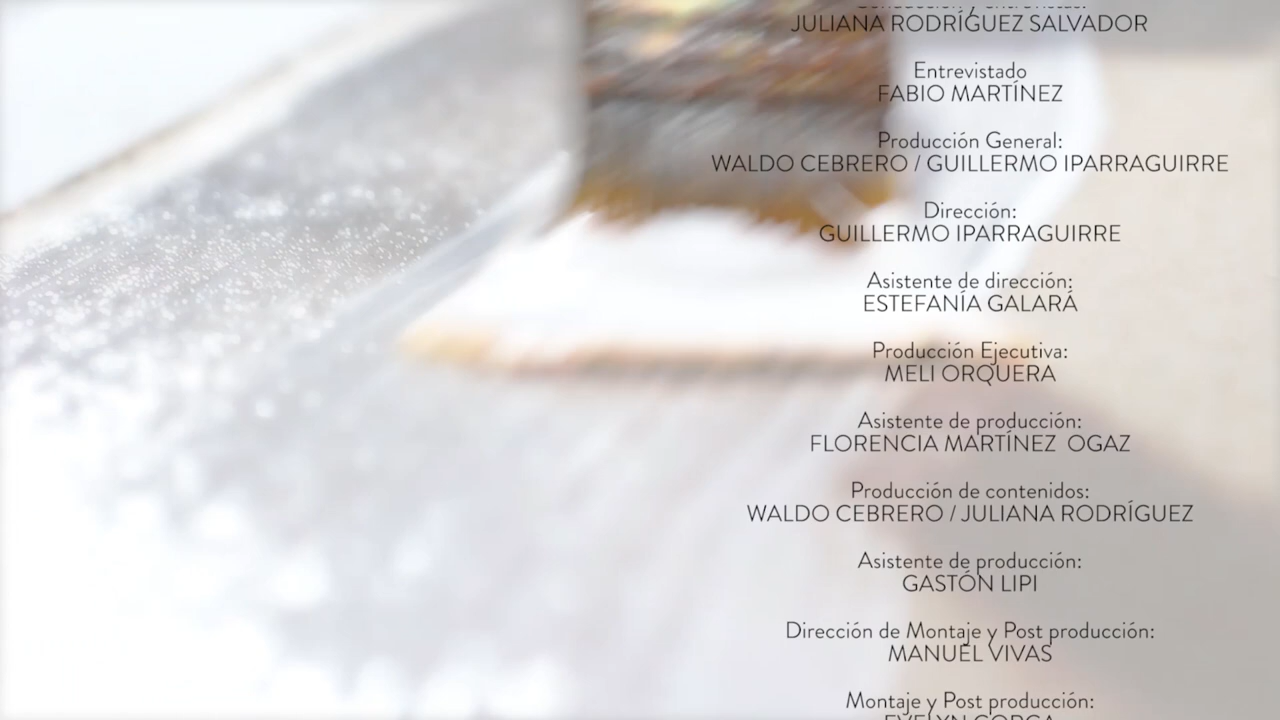 JULIANA RODRÍGUEZ SALVADOR
Entrevistado
FABIO MARTÍNEZ
Producción General:
WALDO CEBRERO / GUILLERMO IPARRAGUIRRE
Dirección:
GUILLERMO IPARRAGUIRRE
Asistente de dirección:
ESTEFANÍA GALARÁ
Producción Ejecutiva:
MELI ORQUERA
Asistente de producción:
FLORENCIA MARTÍNEZ OGAZ
Producción de contenidos:
WALDO CEBRERO / JULIANA RODRÍGUEZ
Asistente de producción:
GASTÓN LIPI
Dirección de Montaje y Post producción:
MANUEL VIVAS
Montaje y Post producción: